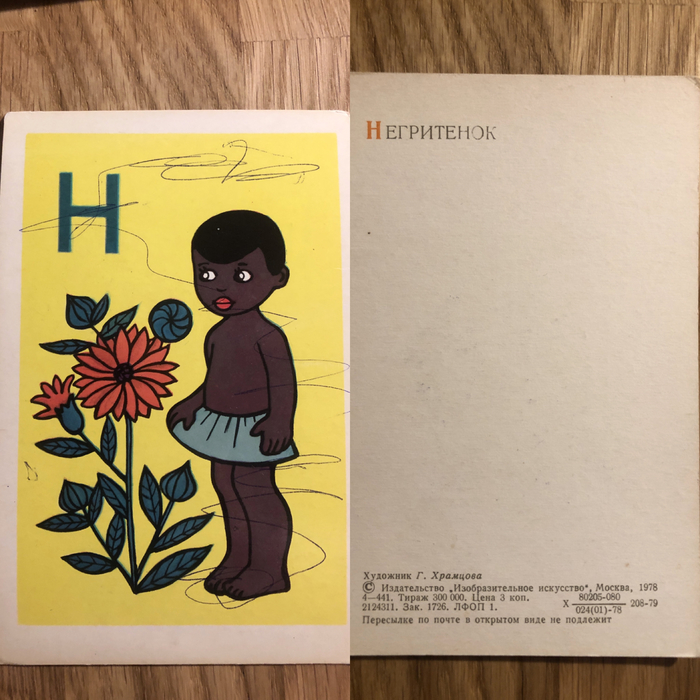 Н
НЕГРИТЕНОК
Художник Г. Храмцова
© Издательство „Изобразительное искусство", Москва, 1978
4—441. Тираж 300 000. Цена 3 коп.
2124311. Зак. 1726. ЛФОП 1.
Х 80205-080 208-79
024(01)-78
Пересылке по почте в открытом виде не подлежит